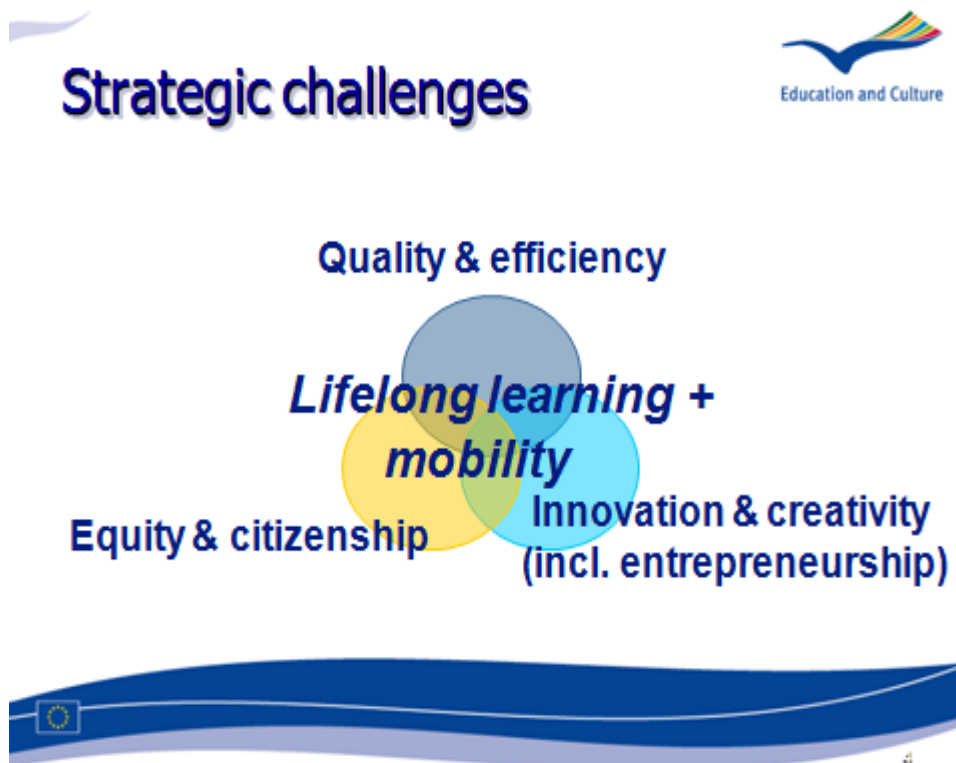 Strategic challenges
Education and Culture
Quality & efficiency
Lifelong learning +
mobility
Equity & citizenship
Innovation & creativity
(incl. entrepreneurship)